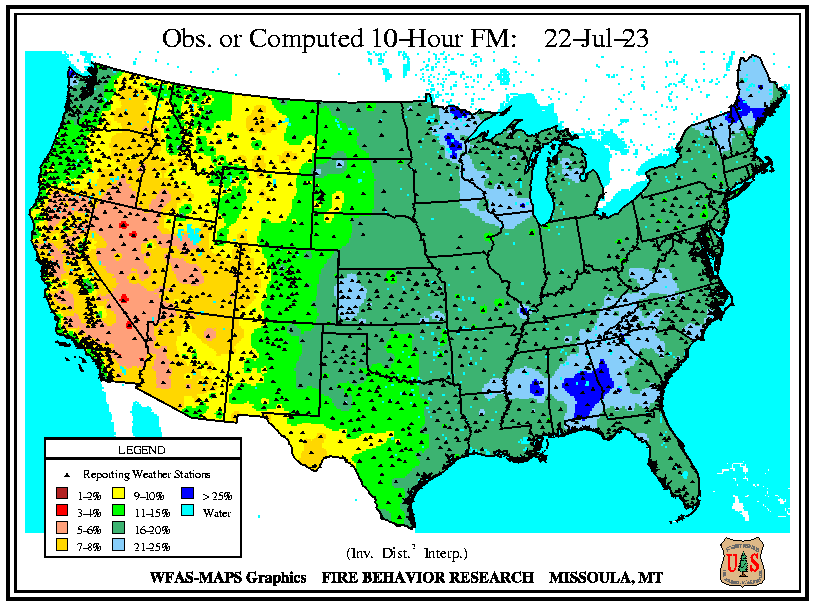 Obs. or Computed 10-Hour FM: 22-Jul-23
LEGEND
Reporting Weather Stations
1-2% 9-10% > 25%
3-4% 11-15% Water
5-6% 16-20%
7-8% 21-25%
(Inv. Dist.² Interp.)
WFAS-MAPS Graphics FIRE BEHAVIOR RESEARCH MISSOULA, MT
U S